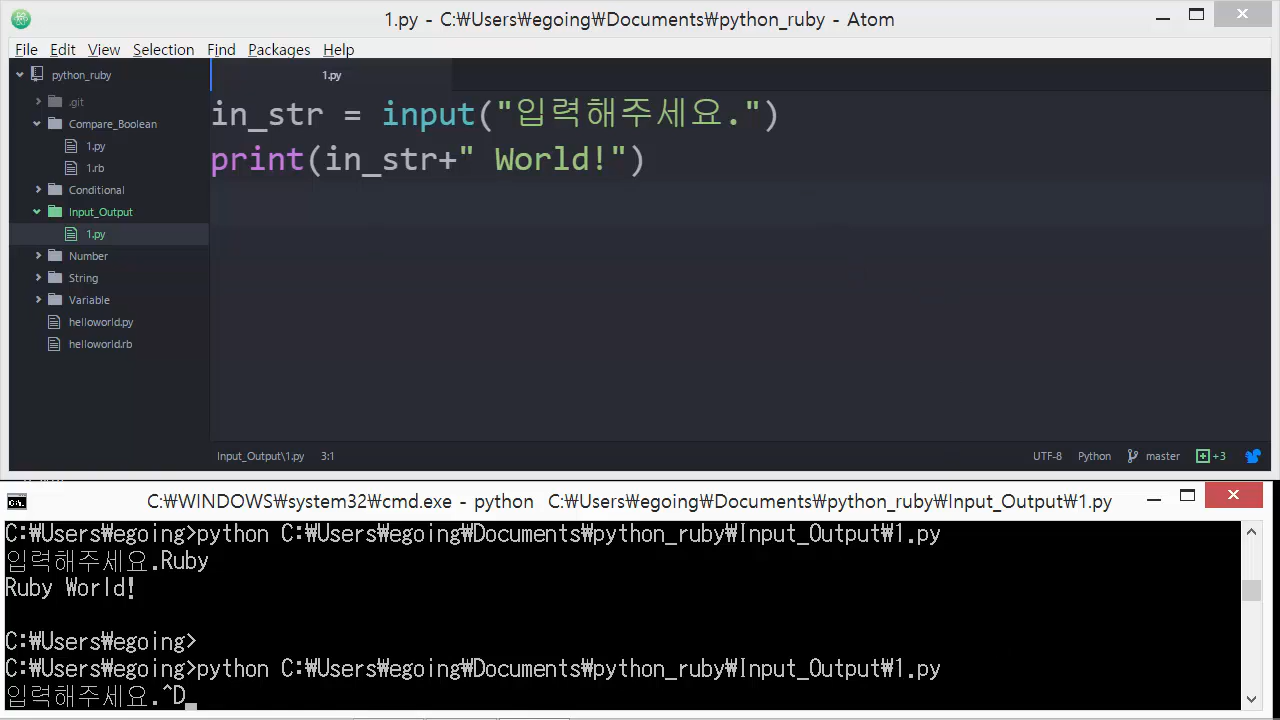 1.py - C:₩Users₩egoing₩Documents₩python_ruby - Atom
File Edit View Selection Find Packages Help
python_ruby
.git
Compare_Boolean
1.py
1.rb
Conditional
Input_Output
1.py
Number
String
Variable
helloworld.py
helloworld.rb
1.py
in_str = input("입력해주세요.")
print(in_str+" World!")
Input_Output\1.py 3:1 UTF-8 Python master +3
C:₩WINDOWS₩system32₩cmd.exe - python C:₩Users₩egoing₩Documents₩python_ruby₩Input_Output₩1.py
C:₩Users₩egoing>python C:₩Users₩egoing₩Documents₩python_ruby₩Input_Output₩1.py
입력해주세요.Ruby
Ruby World!
C:₩Users₩egoing>
C:₩Users₩egoing>python C:₩Users₩egoing₩Documents₩python_ruby₩Input_Output₩1.py
입력해주세요.^D